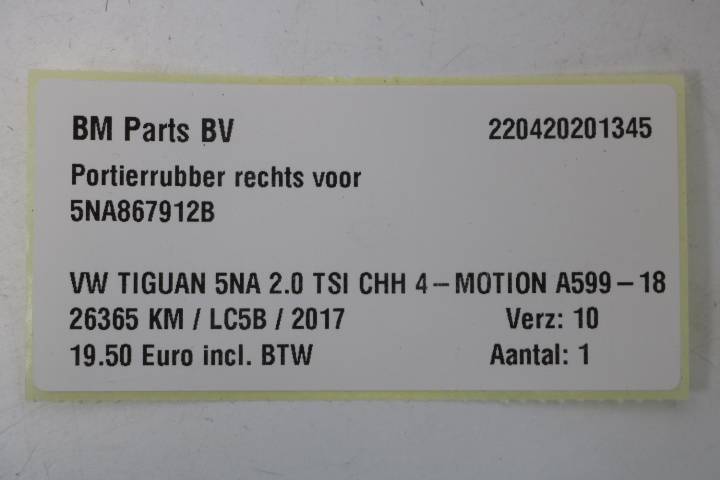 BM Parts BV 220420201345
Portierrubber rechts voor
5NA867912B
VW TIGUAN 5NA 2.0 TSI CHH 4-MOTION A599-18
26365 KM / LC5B / 2017 Verz: 10
19.50 Euro incl. BTW Aantal: 1